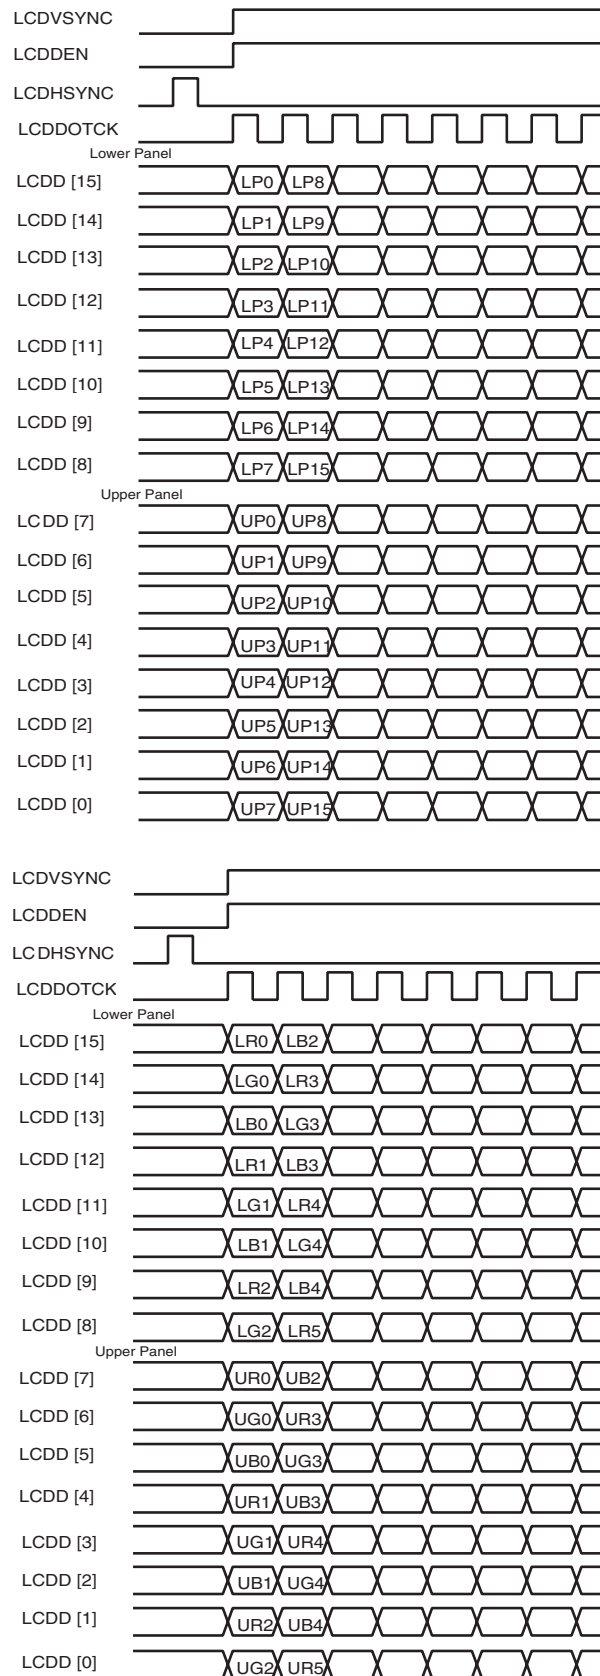 LCDVSYNC
LCDDEN
LCDHSYNC
LCDDOTCK
Lower Panel
LCDD [15] LP0 LP8
LCDD [14] LP1 LP9
LCDD [13] LP2 LP10
LCDD [12] LP3 LP11
LCDD [11] LP4 LP12
LCDD [10] LP5 LP13
LCDD [9] LP6 LP14
LCDD [8] LP7 LP15
Upper Panel
LCDD [7] UP0 UP8
LCDD [6] UP1 UP9
LCDD [5] UP2 UP10
LCDD [4] UP3 UP11
LCDD [3] UP4 UP12
LCDD [2] UP5 UP13
LCDD [1] UP6 UP14
LCDD [0] UP7 UP15
LCDVSYNC
LCDDEN
LCDHSYNC
LCDDOTCK
Lower Panel
LCDD [15] LR0 LB2
LCDD [14] LG0 LR3
LCDD [13] LB0 LG3
LCDD [12] LR1 LB3
LCDD [11] LG1 LR4
LCDD [10] LB1 LG4
LCDD [9] LR2 LB4
LCDD [8] LG2 LR5
Upper Panel
LCDD [7] UR0 UB2
LCDD [6] UG0 UR3
LCDD [5] UB0 UG3
LCDD [4] UR1 UB3
LCDD [3] UG1 UR4
LCDD [2] UB1 UG4
LCDD [1] UR2 UB4
LCDD [0] UG2 UR5